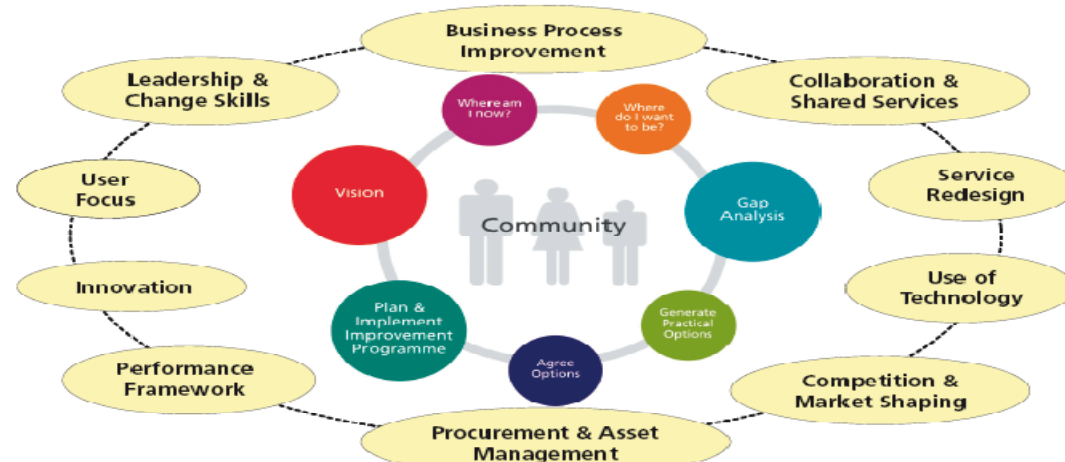 Business Process
Improvement
Leadership &
Change Skills
Collaboration &
Shared Services
Where am
I now?
Where
do I want
to be?
User
Focus
Vision
Community
Gap
Analysis
Service
Redesign
Innovation
Plan &
Implement
Improvement
Programme
Agree
Options
Generate
Practical
Options
Use of
Technology
Performance
Framework
Procurement & Asset
Management
Competition &
Market Shaping